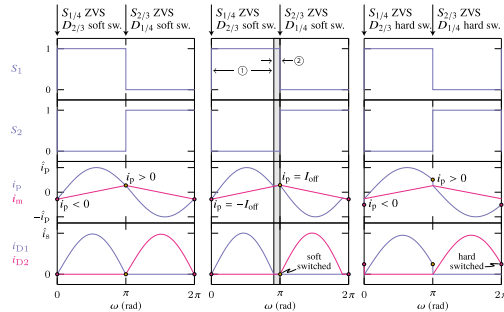 S1/4 ZVS
D2/3 soft sw.
S2/3 ZVS
D1/4 soft sw.
S1/4 ZVS
D2/3 soft sw.
S2/3 ZVS
D1/4 soft sw.
S1/4 ZVS
D2/3 hard sw.
S2/3 ZVS
D1/4 hard sw.
S1
1
0
①
②
S2
1
0
îp
ip
im
0
−îp
ip < 0
ip > 0
ip = −Ioff
ip = Ioff
ip < 0
ip > 0
îs
iD1
iD2
0
soft
switched
hard
switched
0 π 2π 0 π 2π 0 π 2π
ω (rad) ω (rad) ω (rad)